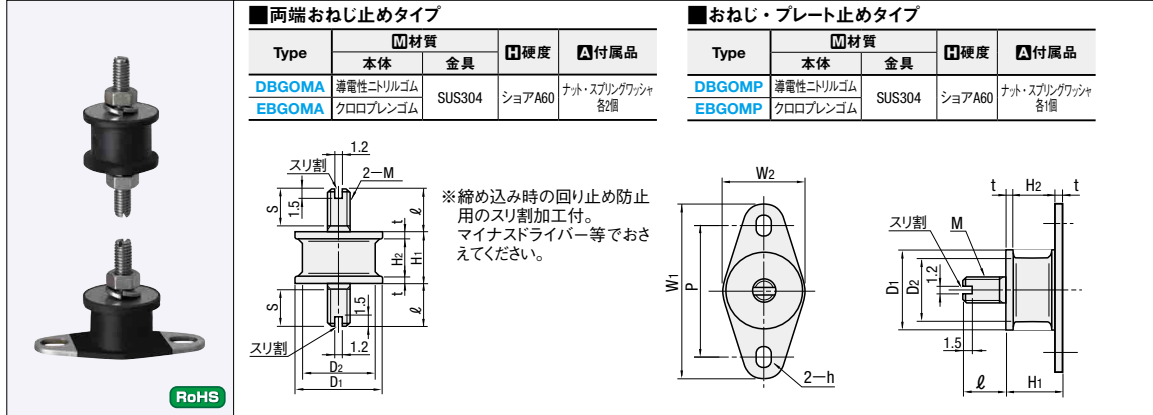 ■両端おねじ止めタイプ
Type M材質 H硬度 A付属品
本体 金具
DBGOMA 導電性ニトリルゴム SUS304 ショアA60 ナット・スプリングワッシャ
各2個
EBGOMA クロロプレンゴム
■おねじ・プレート止めタイプ
Type M材質 H硬度 A付属品
本体 金具
DBGOMP 導電性ニトリルゴム SUS304 ショアA60 ナット・スプリングワッシャ
各1個
EBGOMP クロロプレンゴム
1.2
スリ割
2−M
S
1.5
ℓ
t
H2
H1
t
S
1.5
ℓ
スリ割
1.2
D2
D1
※締め込み時の回り止め防止
用のスリ割加工付。
マイナスドライバー等でおさ
えてください。
W2
W1
P
2−h
t
H2
t
スリ割
M
D1
D2
1.2
1.5
ℓ
H1
RoHS